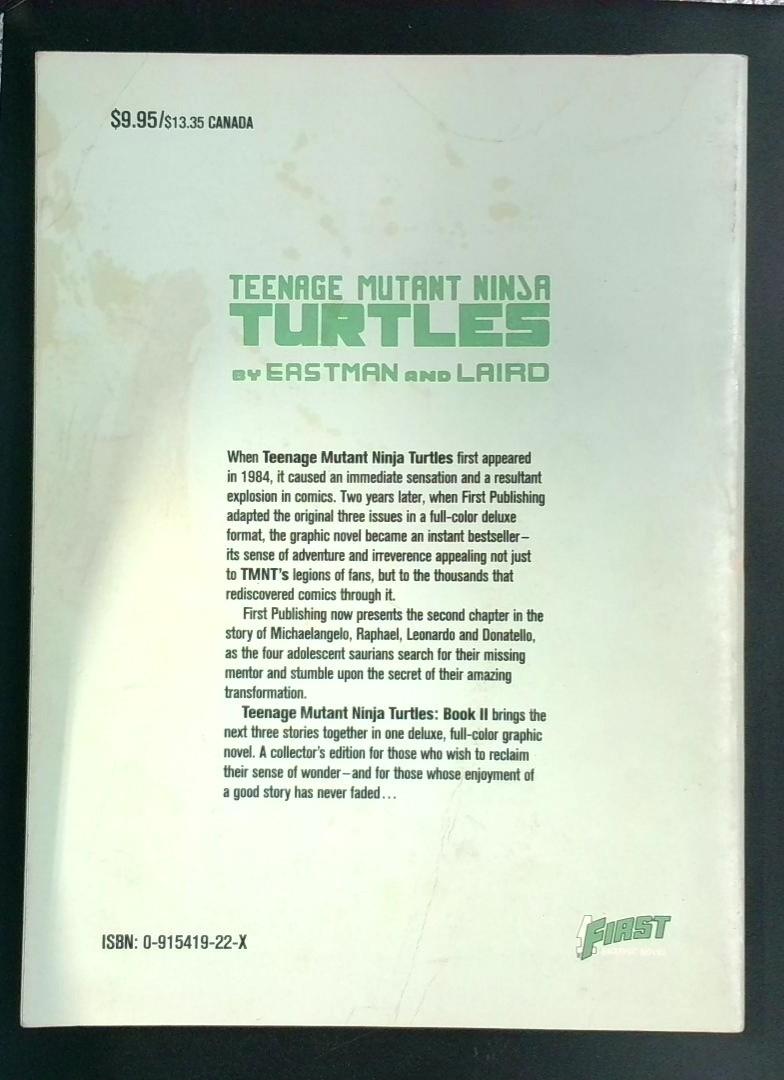 $9.95/$13.35 CANADA
TEENAGE MUTANT NINJA
TURTLES
BY EASTMAN AND LAIRD
When Teenage Mutant Ninja Turtles first appeared
in 1984, it caused an immediate sensation and a resultant
explosion in comics. Two years later, when First Publishing
adapted the original three issues in a full-color deluxe
format, the graphic novel became an instant bestseller—
its sense of adventure and irreverence appealing not just
to TMNT's legions of fans, but to the thousands that
rediscovered comics through it.
First Publishing now presents the second chapter in the
story of Michaelangelo, Raphael, Leonardo and Donatello,
as the four adolescent saurians search for their missing
mentor and stumble upon the secret of their amazing
transformation.
Teenage Mutant Ninja Turtles: Book II brings the
next three stories together in one deluxe, full-color graphic
novel. A collector's edition for those who wish to reclaim
their sense of wonder—and for those whose enjoyment of
a good story has never faded...
ISBN: 0-915419-22-X
FIRST
GRAPHIC NOVEL